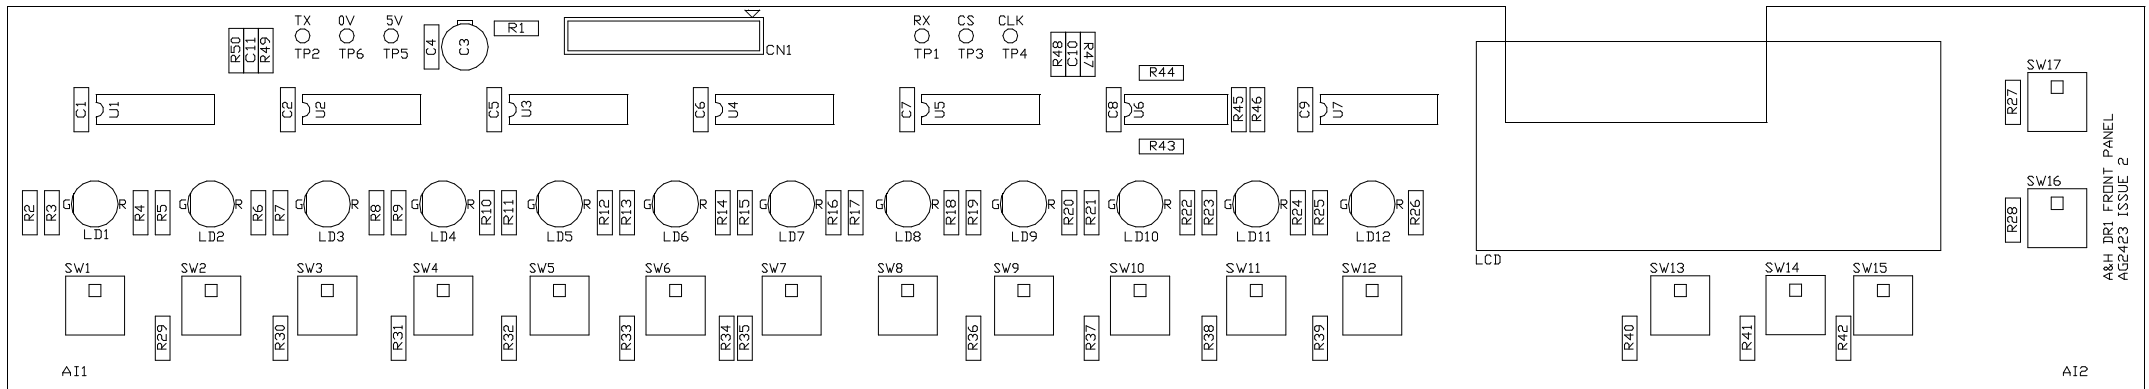 TX 0V 5V
RX CS CLK
R50 C11 R49
TP2 TP6 TP5
C4 C3 R1
CN1
TP1 TP3 TP4
R48 C10 R47
R44
SW17
R27
C1 U1 C2 U2 C5 U3 C6 U4 C7 U5 C8 U6 R45 R46 C9 U7
R43
SW16
R28
A&H DR1 FRONT PANEL
AG2423 ISSUE 2
R2 R3 G R R4 R5 G R R6 R7 G R R8 R9 G R R10 R11 G R R12 R13 G R R14 R15 G R R16 R17 G R R18 R19 G R R20 R21 G R R22 R23 G R R24 R25 G R R26
LD1 LD2 LD3 LD4 LD5 LD6 LD7 LD8 LD9 LD10 LD11 LD12
LCD
SW1 SW2 SW3 SW4 SW5 SW6 SW7 SW8 SW9 SW10 SW11 SW12 SW13 SW14 SW15
R29 R30 R31 R32 R33 R34 R35 R36 R37 R38 R39 R40 R41 R42
AI1 AI2